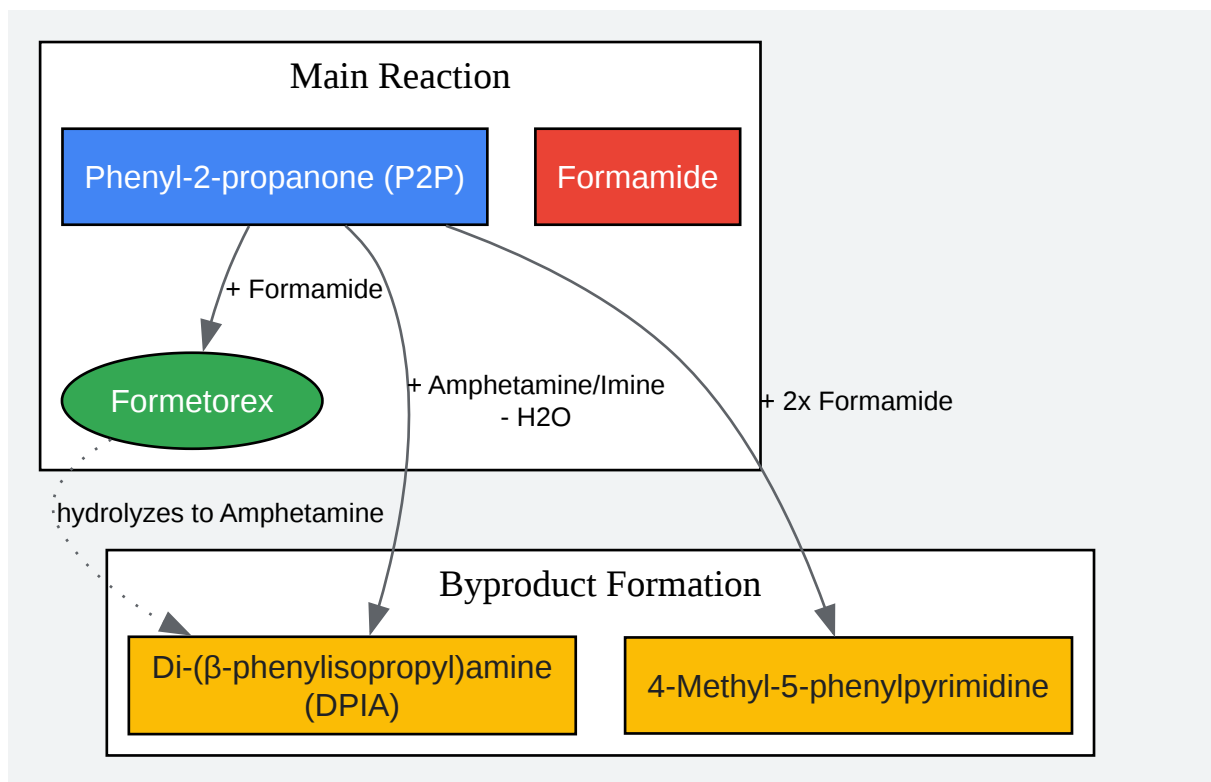 Main Reaction
Phenyl-2-propanone (P2P)
Formamide
+ Formamide
Formetorex
+ Amphetamine/Imine
- H2O
+ 2x Formamide
hydrolyzes to Amphetamine
Byproduct Formation
Di-(β-phenylisopropyl)amine
(DPIA)
4-Methyl-5-phenylpyrimidine